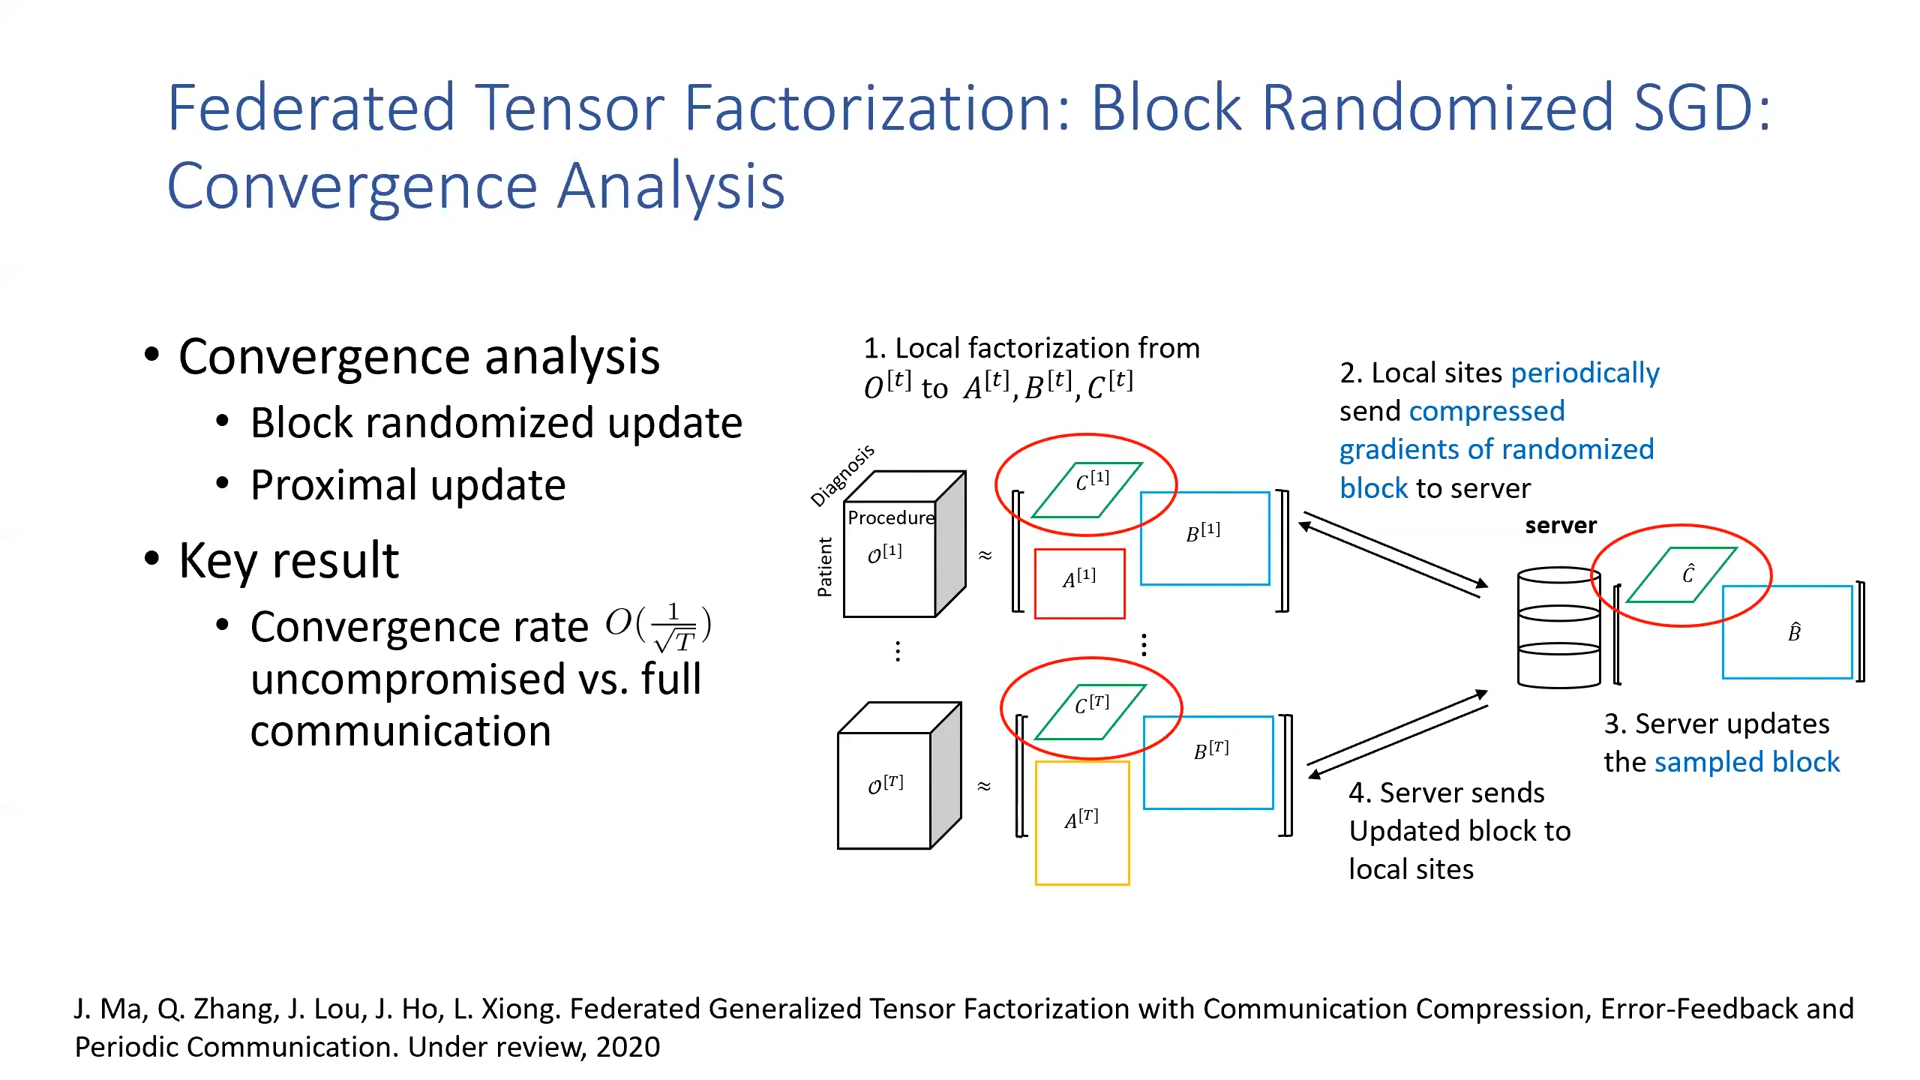 Federated Tensor Factorization: Block Randomized SGD:
Convergence Analysis
• Convergence analysis
• Block randomized update
• Proximal update
• Key result
• Convergence rate O(1/√T)
uncompromised vs. full
communication
1. Local factorization from
O^[t] to A^[t], B^[t], C^[t]
Diagnosis
Procedure
Patient
𝒪^[1]
≈
C^[1]
B^[1]
A^[1]
⋮
⋮
𝒪^[T]
≈
C^[T]
B^[T]
A^[T]
2. Local sites periodically
send compressed
gradients of randomized
block to server
server
Ĉ
B̂
3. Server updates
the sampled block
4. Server sends
Updated block to
local sites
J. Ma, Q. Zhang, J. Lou, J. Ho, L. Xiong. Federated Generalized Tensor Factorization with Communication Compression, Error-Feedback and
Periodic Communication. Under review, 2020